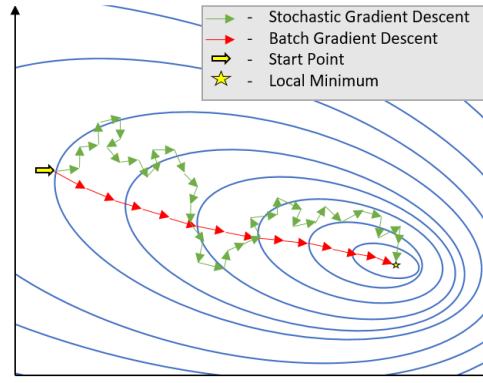 - Stochastic Gradient Descent
- Batch Gradient Descent
- Start Point
- Local Minimum